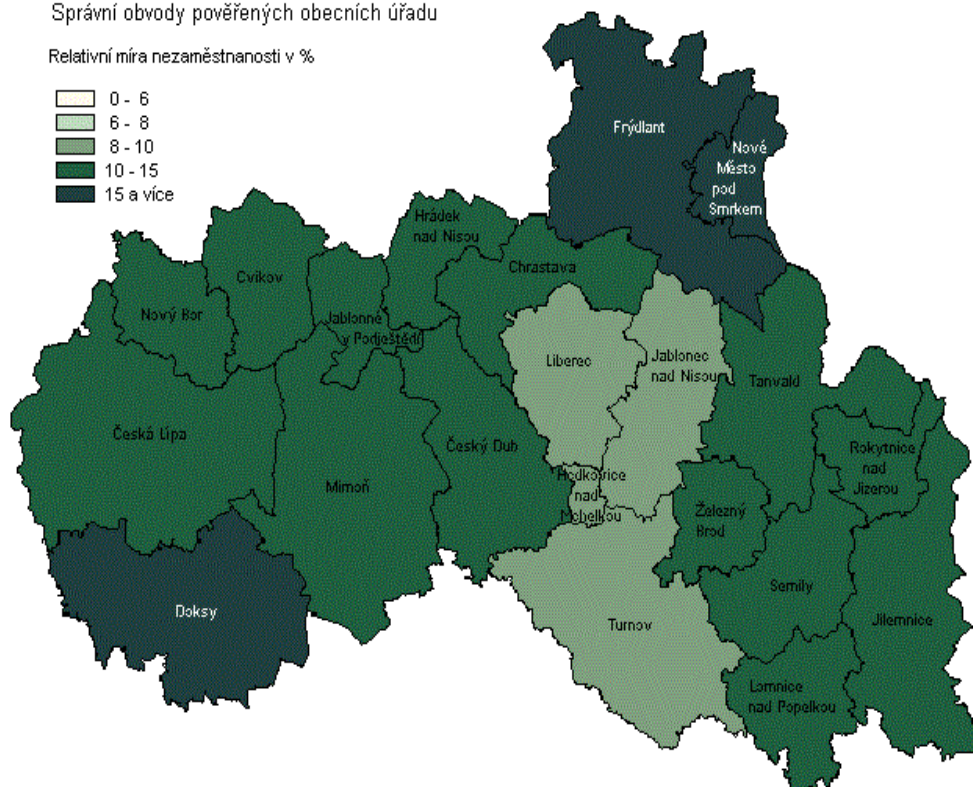 Správní obvody pověřených obecních úřadu
Relativní míra nezaměstnanosti v %
0 - 6
6 - 8
8 - 10
10 - 15
15 a více
Frýdlant
Nové
Město
pod
Smrkem
Hrádek
nad Nisou
Chrastava
Cvikov
Nový Bor
Jablonné
v Podještědí
Liberec
Jablonec
nad Nisou
Tanvald
Česká Lípa
Český Dub
Rokytnice
nad
Jizerou
Mimoň
Hodkovice
nad
Mohelkou
Železný
Brod
Semily
Doksy
Turnov
Jilemnice
Lomnice
nad Popelkou